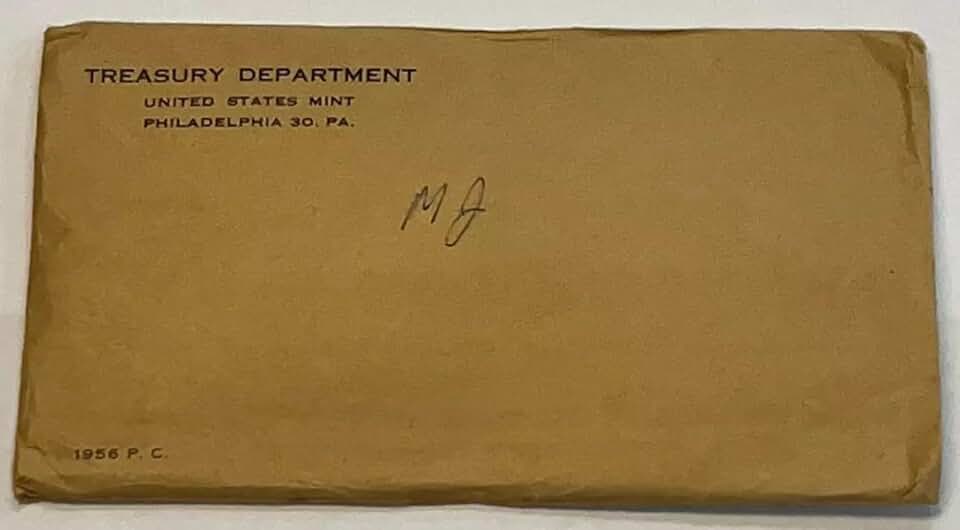 TREASURY DEPARTMENT
UNITED STATES MINT
PHILADELPHIA 30. PA.
M J
1956 P. C.